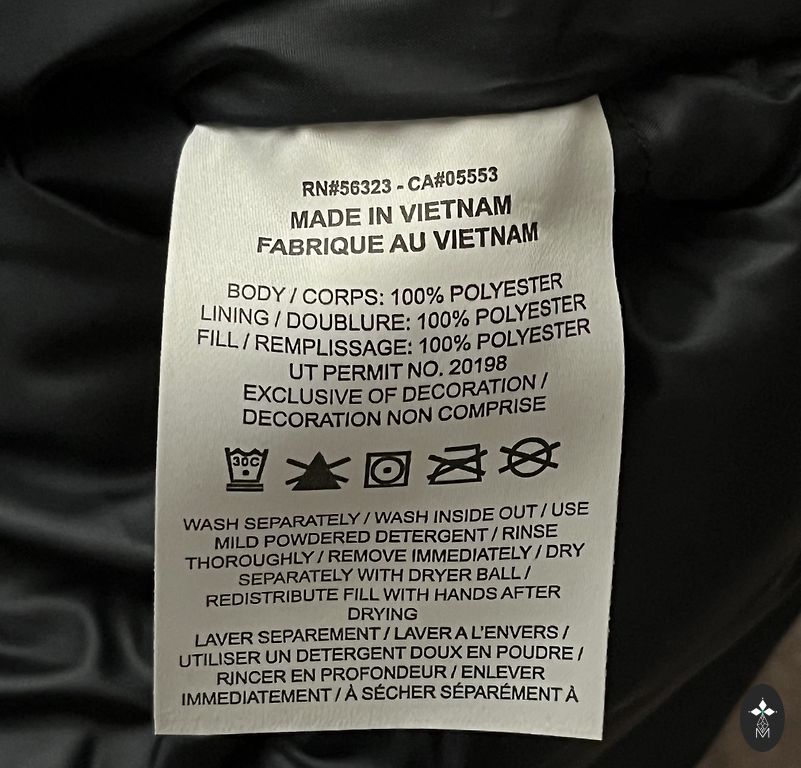 RN#56323 - CA#05553
MADE IN VIETNAM
FABRIQUE AU VIETNAM
BODY / CORPS: 100% POLYESTER
LINING / DOUBLURE: 100% POLYESTER
FILL / REMPLISSAGE: 100% POLYESTER
UT PERMIT NO. 20198
EXCLUSIVE OF DECORATION /
DECORATION NON COMPRISE
30C
WASH SEPARATELY / WASH INSIDE OUT / USE
MILD POWDERED DETERGENT / RINSE
THOROUGHLY / REMOVE IMMEDIATELY / DRY
SEPARATELY WITH DRYER BALL /
REDISTRIBUTE FILL WITH HANDS AFTER
DRYING
LAVER SEPAREMENT / LAVER A L'ENVERS /
UTILISER UN DETERGENT DOUX EN POUDRE /
RINCER EN PROFONDEUR / ENLEVER
IMMEDIATEMENT / À SÉCHER SÉPARÉMENT À
M